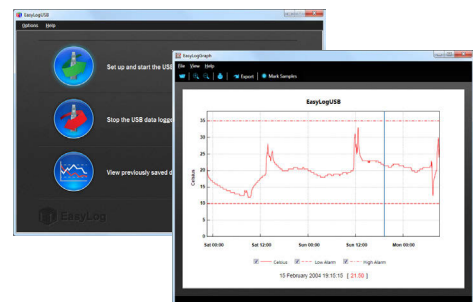 EasyLogUSB
Options Help
Set up and start the USB
Stop the USB data logge
View previously saved d
EasyLog
EasyLogGraph
File View Help
Export Mark Samples
EasyLogUSB
Celsius
35
30
25
20
15
10
5
0
Sat 00:00 Sat 12:00 Sun 00:00 Sun 12:00 Mon 00:00
Celsius Low Alarm High Alarm
15 February 2004 19:15:15 [ 21.50 ]